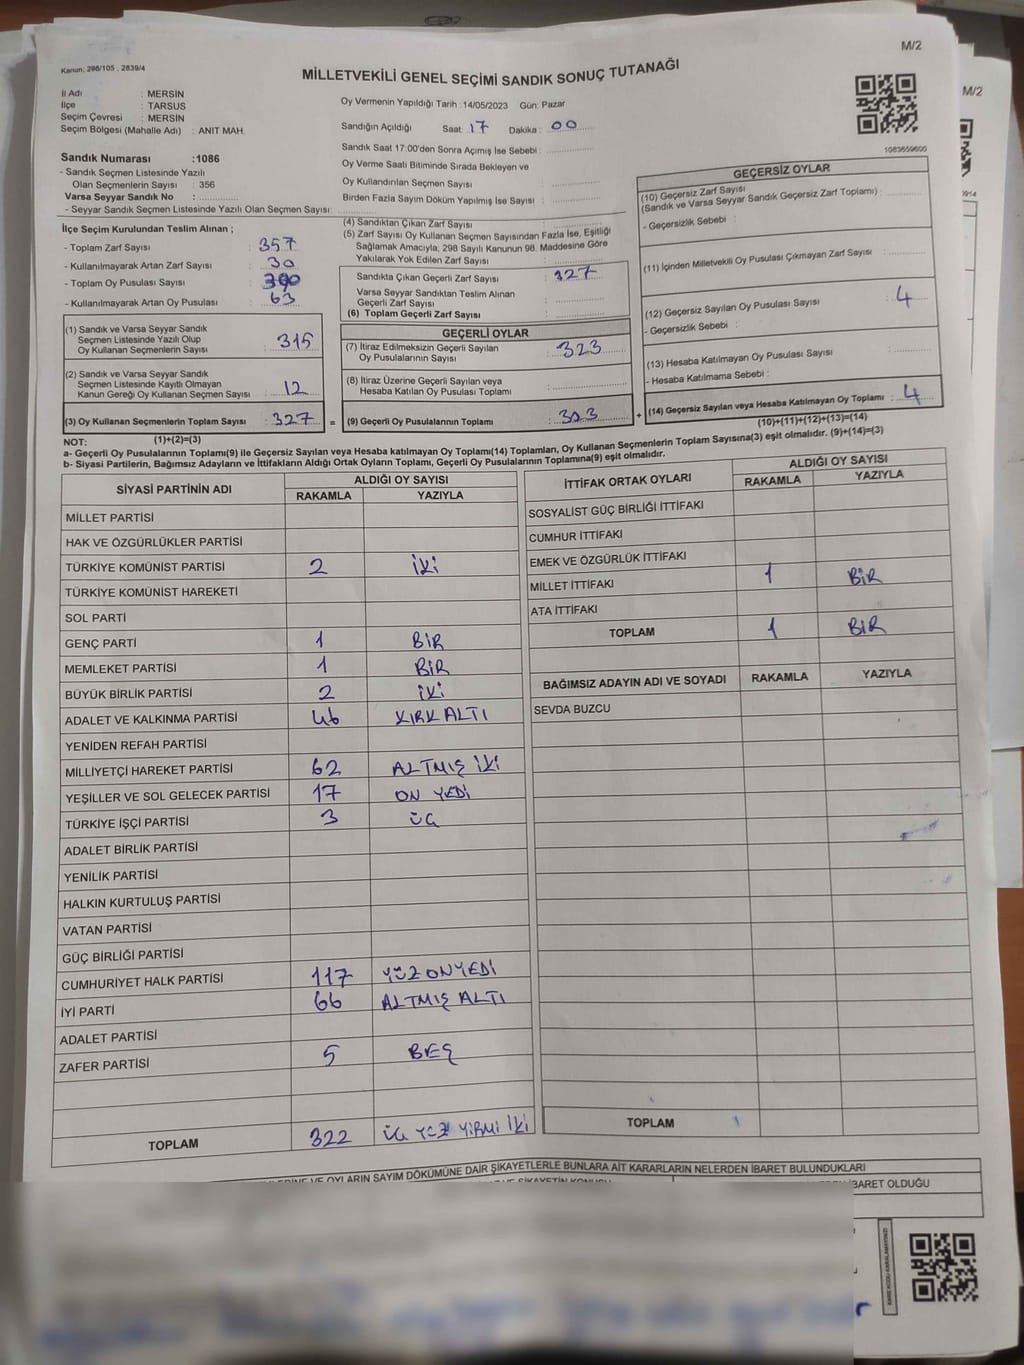 M/2
Kanun: 298/105 , 2839/4
MİLLETVEKİLİ GENEL SEÇİMİ SANDIK SONUÇ TUTANAĞI
M/2
İl Adı : MERSİN
İlçe : TARSUS
Seçim Çevresi : MERSİN
Seçim Bölgesi (Mahalle Adı) : ANIT MAH.
Oy Vermenin Yapıldığı Tarih : 14/05/2023 Gün: Pazar
Sandığın Açıldığı Saat: 17 Dakika : 00
Sandık Saat 17:00'den Sonra Açımış İse Sebebi :
Oy Verme Saati Bitiminde Sırada Bekleyen ve
Oy Kullandırılan Seçmen Sayısı :
Birden Fazla Sayım Döküm Yapılmış İse Sayısı :
Sandık Numarası :1086
- Sandık Seçmen Listesinde Yazılı
Olan Seçmenlerin Sayısı : 356
Varsa Seyyar Sandık No :
- Seyyar Sandık Seçmen Listesinde Yazılı Olan Seçmen Sayısı:
İlçe Seçim Kurulundan Teslim Alınan ;
- Toplam Zarf Sayısı : 357
- Kullanılmayarak Artan Zarf Sayısı : 30
- Toplam Oy Pusulası Sayısı :
- Kullanılmayarak Artan Oy Pusulası : 63
(4) Sandıktan Çıkan Zarf Sayısı :
(5) Zarf Sayısı Oy Kullanan Seçmen Sayısından Fazla İse, Eşitliği
Sağlamak Amacıyla, 298 Sayılı Kanunun 98. Maddesine Göre
Yakılarak Yok Edilen Zarf Sayısı :
Sandıkta Çıkan Geçerli Zarf Sayısı : 327
Varsa Seyyar Sandıktan Teslim Alınan
Geçerli Zarf Sayısı :
(6) Toplam Geçerli Zarf Sayısı :
1083659600
GEÇERSİZ OYLAR
(10) Geçersiz Zarf Sayısı
(Sandık ve Varsa Seyyar Sandık Geçersiz Zarf Toplamı) :
- Geçersizlik Sebebi :
(11) İçinden Milletvekili Oy Pusulası Çıkmayan Zarf Sayısı :
(12) Geçersiz Sayılan Oy Pusulası Sayısı : 4
- Geçersizlik Sebebi :
(13) Hesaba Katılmayan Oy Pusulası Sayısı :
- Hesaba Katılmama Sebebi :
(14) Geçersiz Sayılan veya Hesaba Katılmayan Oy Toplamı : 4
(10)+(11)+(12)+(13)=(14)
(1) Sandık ve Varsa Seyyar Sandık
Seçmen Listesinde Yazılı Olup
Oy Kullanan Seçmenlerin Sayısı : 315
(2) Sandık ve Varsa Seyyar Sandık
Seçmen Listesinde Kayıtlı Olmayan
Kanun Gereği Oy Kullanan Seçmen Sayısı : 12
(3) Oy Kullanan Seçmenlerin Toplam Sayısı : 327 =
(1)+(2)=(3)
GEÇERLİ OYLAR
(7) İtiraz Edilmeksizin Geçerli Sayılan
Oy Pusulalarının Sayısı : 323
(8) İtiraz Üzerine Geçerli Sayılan veya
Hesaba Katılan Oy Pusulası Toplamı :
(9) Geçerli Oy Pusulalarının Toplamı : 303 +
NOT:
a- Geçerli Oy Pusulalarının Toplamı(9) ile Geçersiz Sayılan veya Hesaba katılmayan Oy Toplamı(14) Toplamları, Oy Kullanan Seçmenlerin Toplam Sayısına(3) eşit olmalıdır. (9)+(14)=(3)
b- Siyasi Partilerin, Bağımsız Adayların ve İttifakların Aldığı Ortak Oyların Toplamı, Geçerli Oy Pusulalarının Toplamına(9) eşit olmalıdır.
SİYASİ PARTİNİN ADI ALDIĞI OY SAYISI
RAKAMLA YAZIYLA
MİLLET PARTİSİ
HAK VE ÖZGÜRLÜKLER PARTİSİ
TÜRKİYE KOMÜNİST PARTİSİ 2 İKİ
TÜRKİYE KOMÜNİST HAREKETİ
SOL PARTİ
GENÇ PARTİ 1 BİR
MEMLEKET PARTİSİ 1 BİR
BÜYÜK BİRLİK PARTİSİ 2 İKİ
ADALET VE KALKINMA PARTİSİ 46 KIRK ALTI
YENİDEN REFAH PARTİSİ
MİLLİYETÇİ HAREKET PARTİSİ 62 ALTMIŞ İKİ
YEŞİLLER VE SOL GELECEK PARTİSİ 17 ON YEDİ
TÜRKİYE İŞÇİ PARTİSİ 3 ÜÇ
ADALET BİRLİK PARTİSİ
YENİLİK PARTİSİ
HALKIN KURTULUŞ PARTİSİ
VATAN PARTİSİ
GÜÇ BİRLİĞİ PARTİSİ
CUMHURİYET HALK PARTİSİ 117 YÜZ ONYEDİ
İYİ PARTİ 66 ALTMIŞ ALTI
ADALET PARTİSİ
ZAFER PARTİSİ 5 BEŞ
TOPLAM 322 ÜÇ YÜZ YİRMİ İKİ
İTTİFAK ORTAK OYLARI ALDIĞI OY SAYISI
RAKAMLA YAZIYLA
SOSYALİST GÜÇ BİRLİĞİ İTTİFAKI
CUMHUR İTTİFAKI
EMEK VE ÖZGÜRLÜK İTTİFAKI
MİLLET İTTİFAKI 1 BİR
ATA İTTİFAKI
TOPLAM 1 BİR
BAĞIMSIZ ADAYIN ADI VE SOYADI RAKAMLA YAZIYLA
SEVDA BUZCU
TOPLAM
OYLARIN SAYIM DÖKÜMÜNE DAİR ŞİKAYETLERLE BUNLARA AİT KARARLARIN NELERDEN İBARET BULUNDUKLARI
İBARET OLDUĞU